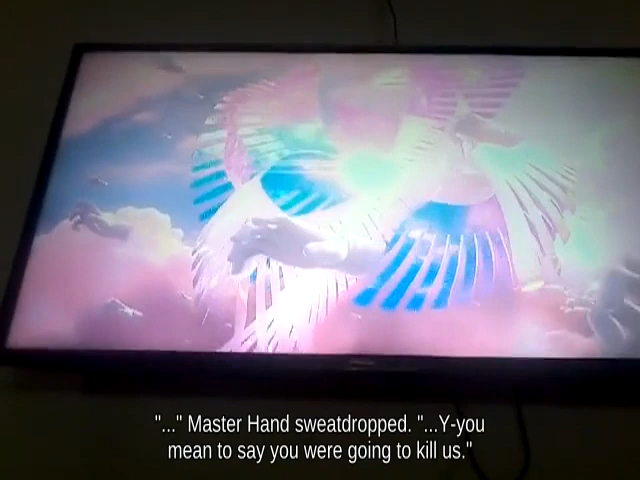 "..." Master Hand sweatdropped. "...Y-you
mean to say you were going to kill us."